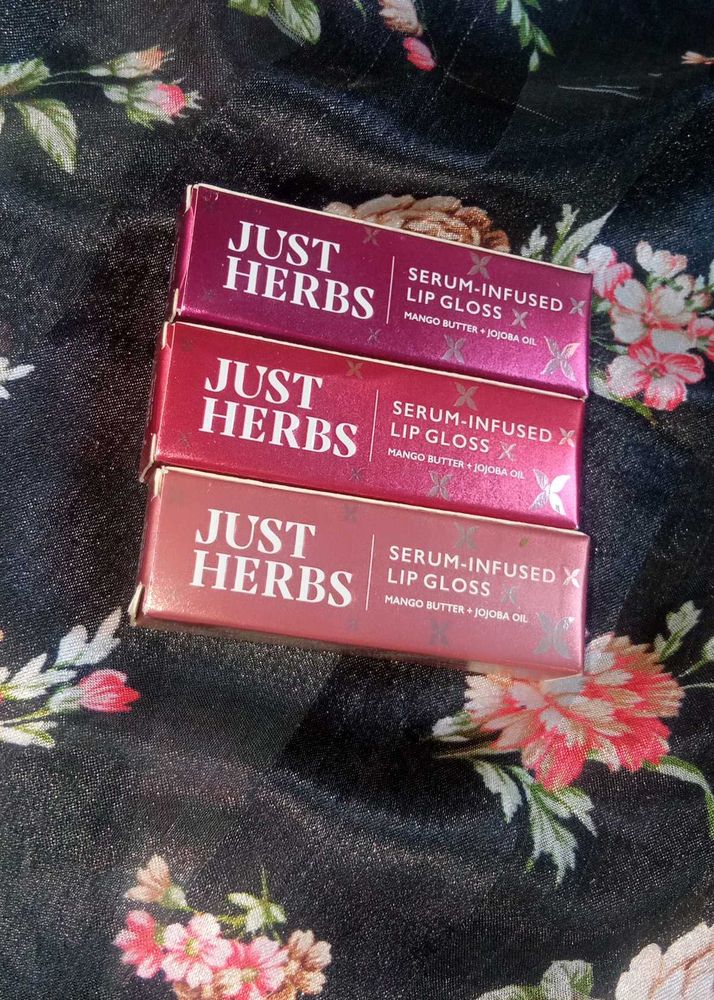 JUST
HERBS
SERUM-INFUSED
LIP GLOSS
MANGO BUTTER + JOJOBA OIL
JUST
HERBS
SERUM-INFUSED
LIP GLOSS
MANGO BUTTER + JOJOBA OIL
JUST
HERBS
SERUM-INFUSED
LIP GLOSS
MANGO BUTTER + JOJOBA OIL